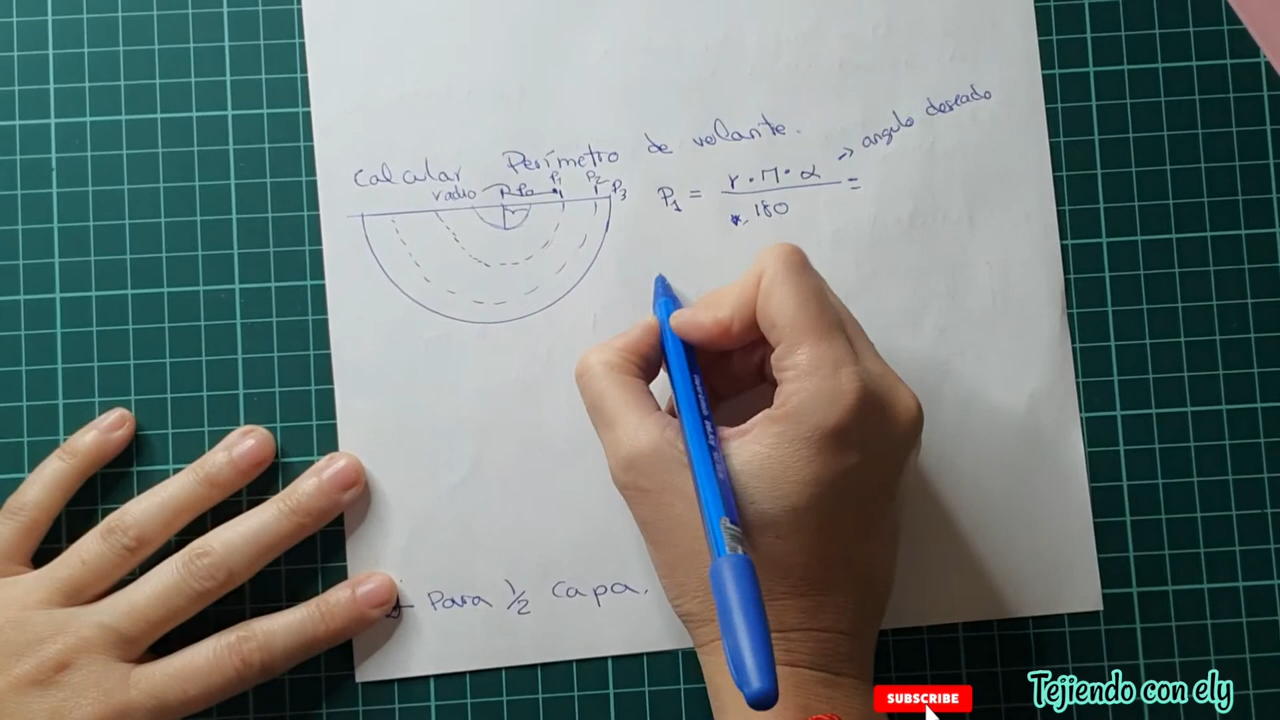 Calcular Perímetro de volante.
-> angulo deseado
radio R P0 P1 P2 P3
P1 = r · π · α / 180 =
Para 1/2 capa.
SUBSCRIBE
Tejiendo con ely